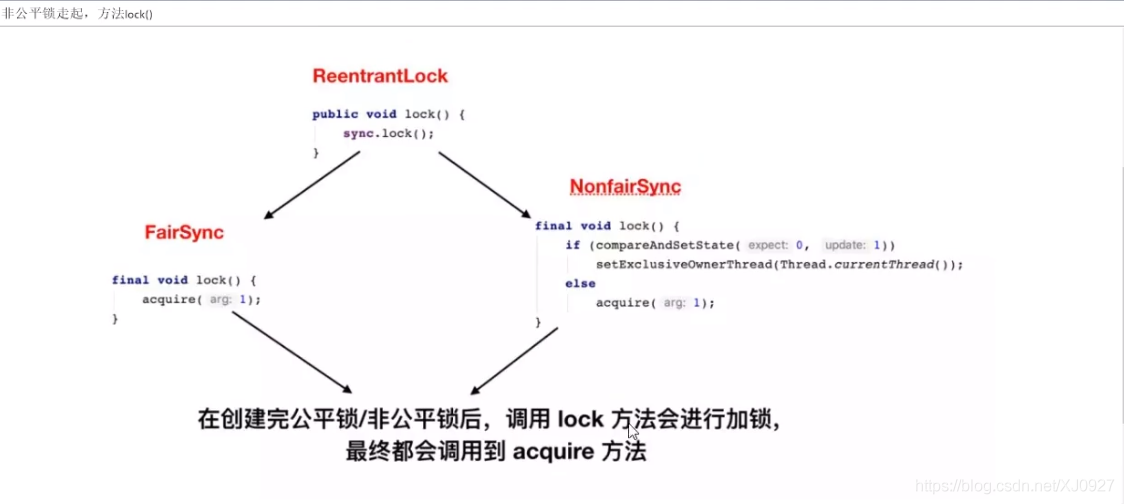 非公平锁走起，方法lock()
ReentrantLock
public void lock() {
sync.lock();
}
NonfairSync
final void lock() {
if (compareAndSetState( expect: 0, update: 1))
setExclusiveOwnerThread(Thread.currentThread());
else
acquire( arg: 1);
}
FairSync
final void lock() {
acquire( arg: 1);
}
在创建完公平锁/非公平锁后，调用 lock 方法会进行加锁，
最终都会调用到 acquire 方法
https://blog.csdn.net/XJ0927